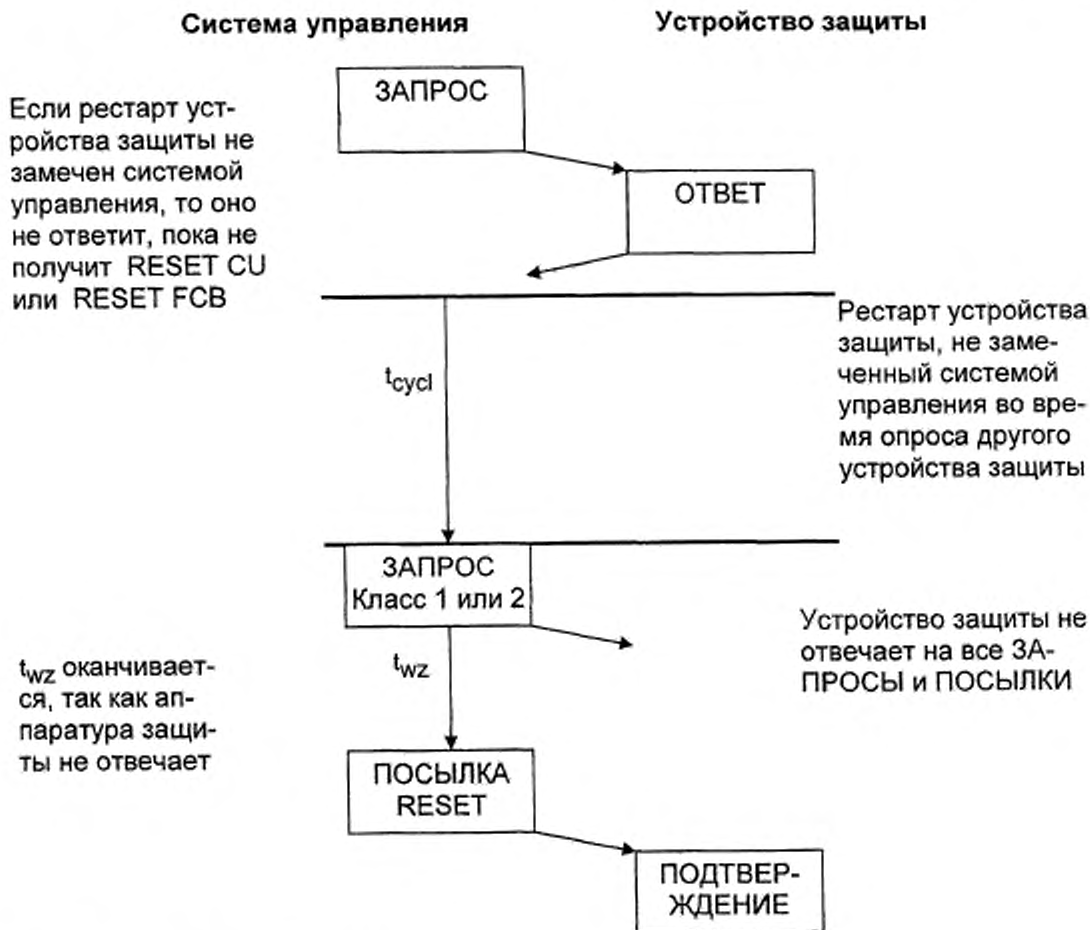 Система управления
Устройство защиты
ЗАПРОС
Если рестарт уст-
ройства защиты не
замечен системой
управления, то оно
не ответит, пока не
получит RESET CU
или RESET FCB
ОТВЕТ
Рестарт устройства
защиты, не заме-
ченный системой
управления во вре-
мя опроса другого
устройства защиты
tcycl
ЗАПРОС
Класс 1 или 2
Устройство защиты не
отвечает на все ЗА-
ПРОСЫ и ПОСЫЛКИ
twz
twz оканчивает-
ся, так как ап-
паратура защи-
ты не отвечает
ПОСЫЛКА
RESET
ПОДТВЕР-
ЖДЕНИЕ